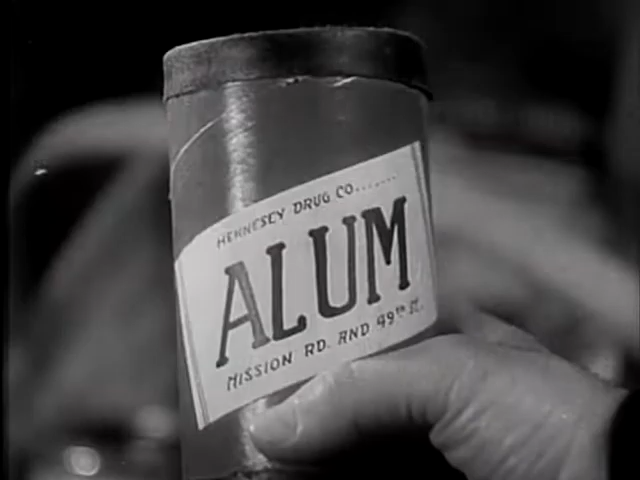 HENNESEY DRUG CO.......
ALUM
MISSION RD. AND 49TH ST.